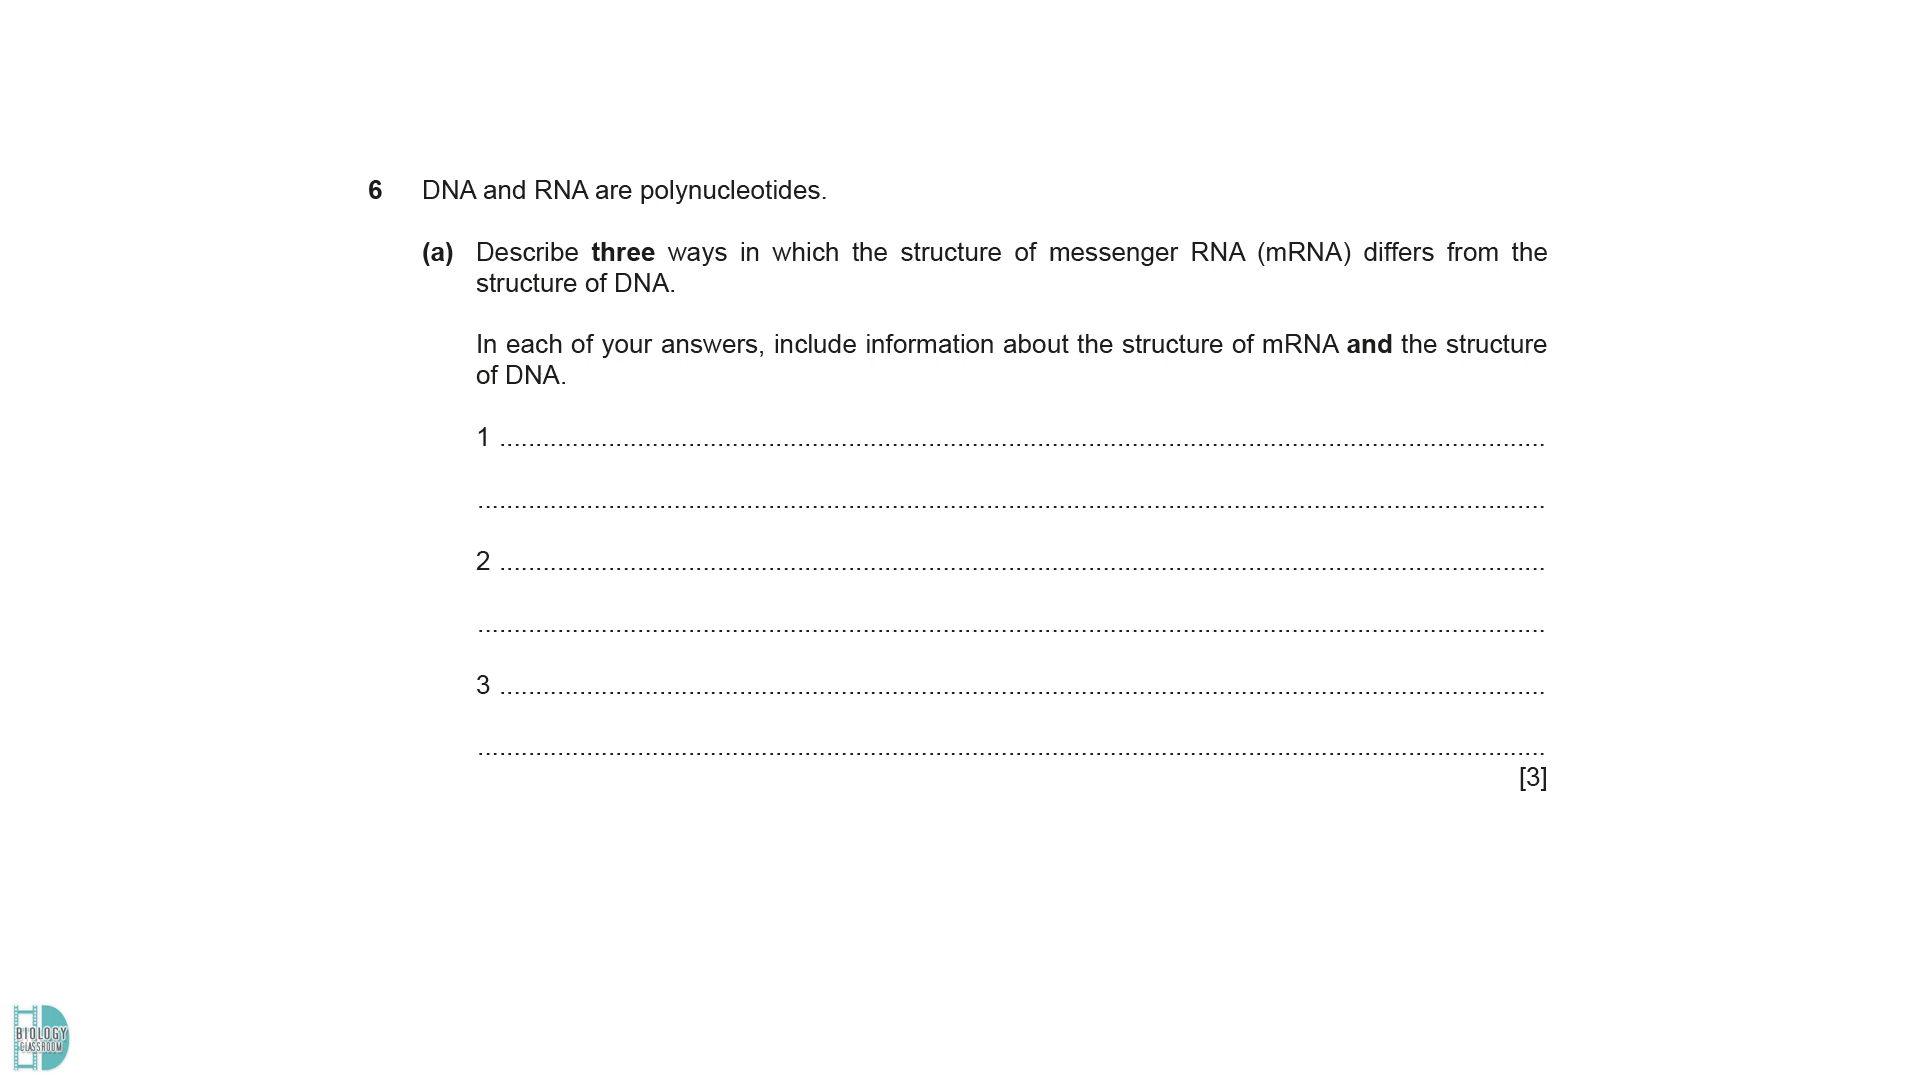 6 DNA and RNA are polynucleotides.
(a) Describe three ways in which the structure of messenger RNA (mRNA) differs from the
structure of DNA.
In each of your answers, include information about the structure of mRNA and the structure
of DNA.
1 ................................................................................
................................................................................
2 ................................................................................
................................................................................
3 ................................................................................
................................................................................
[3]
BIOLOGY
CLASSROOM